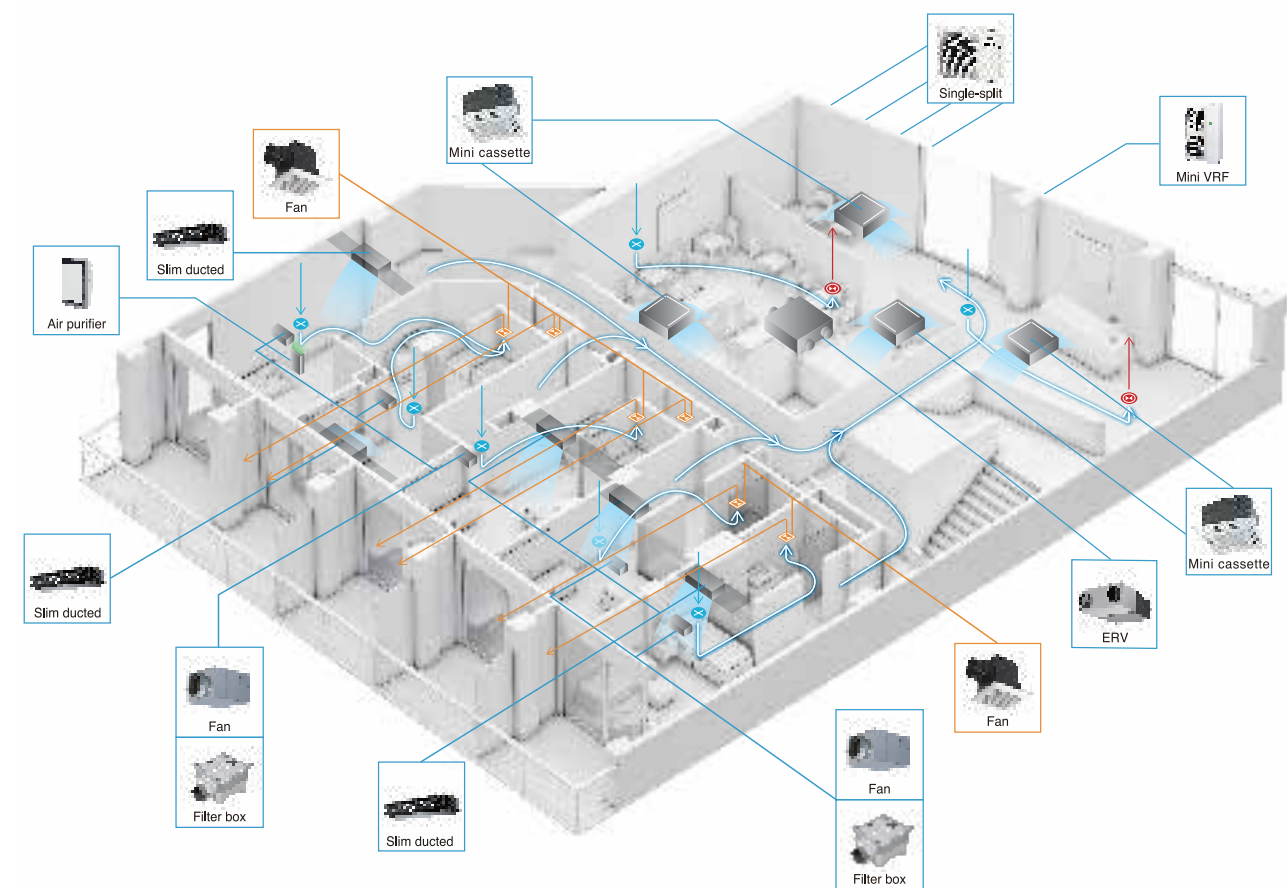 Single-split
Mini cassette
Mini VRF
Fan
Slim ducted
Air purifier
Slim ducted
Mini cassette
ERV
Fan
Fan
Filter box
Fan
Slim ducted
Filter box